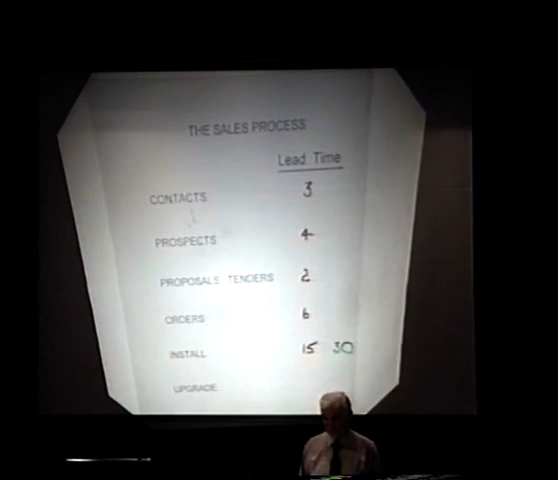 THE SALES PROCESS
Lead Time
CONTACTS 3
PROSPECTS 4
PROPOSALS TENDERS 2
ORDERS 6
INSTALL 15 30
UPGRADE